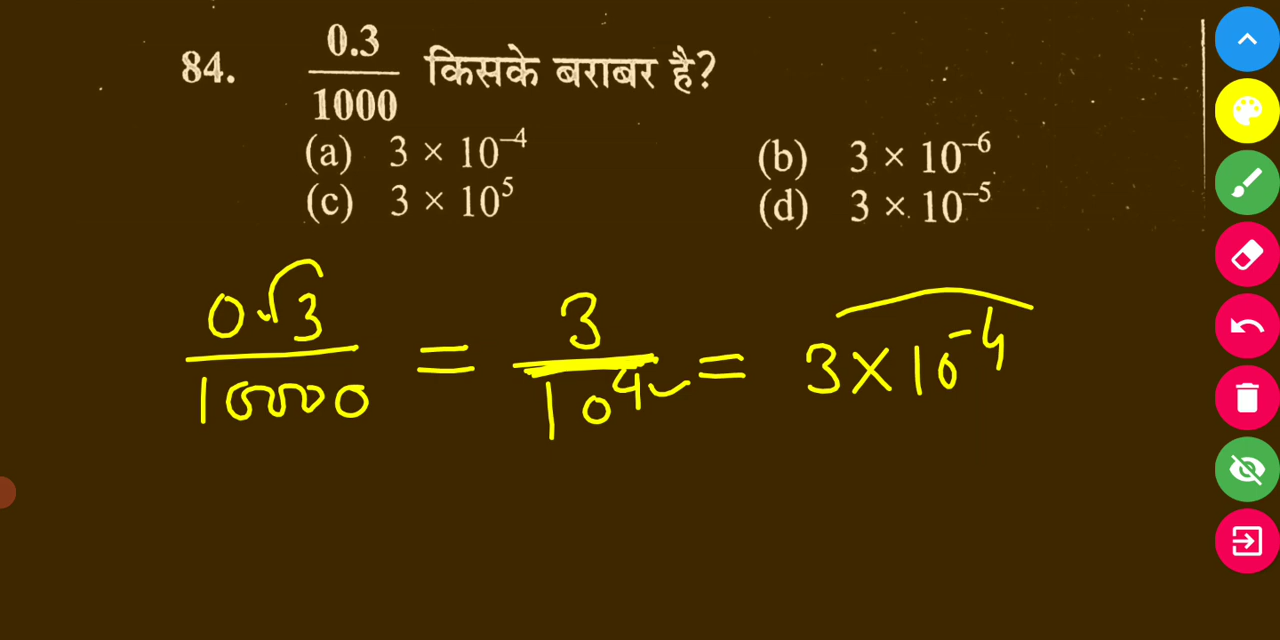 84. 0.3/1000 किसके बराबर है?
(a) 3 × 10⁻⁴ (b) 3 × 10⁻⁶
(c) 3 × 10⁵ (d) 3 × 10⁻⁵
0.3/10000 = 3/10⁴ = 3×10⁻⁴